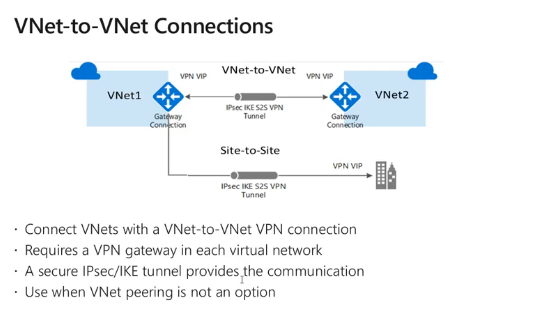 VNet-to-VNet Connections
VNet-to-VNet
VPN VIP
VPN VIP
VNet1
VNet2
IPsec IKE S2S VPN
Tunnel
Gateway
Connection
Gateway
Connection
Site-to-Site
VPN VIP
IPsec IKE S2S VPN
Tunnel
· Connect VNets with a VNet-to-VNet VPN connection
· Requires a VPN gateway in each virtual network
· A secure IPsec/IKE tunnel provides the communication
· Use when VNet peering is not an option